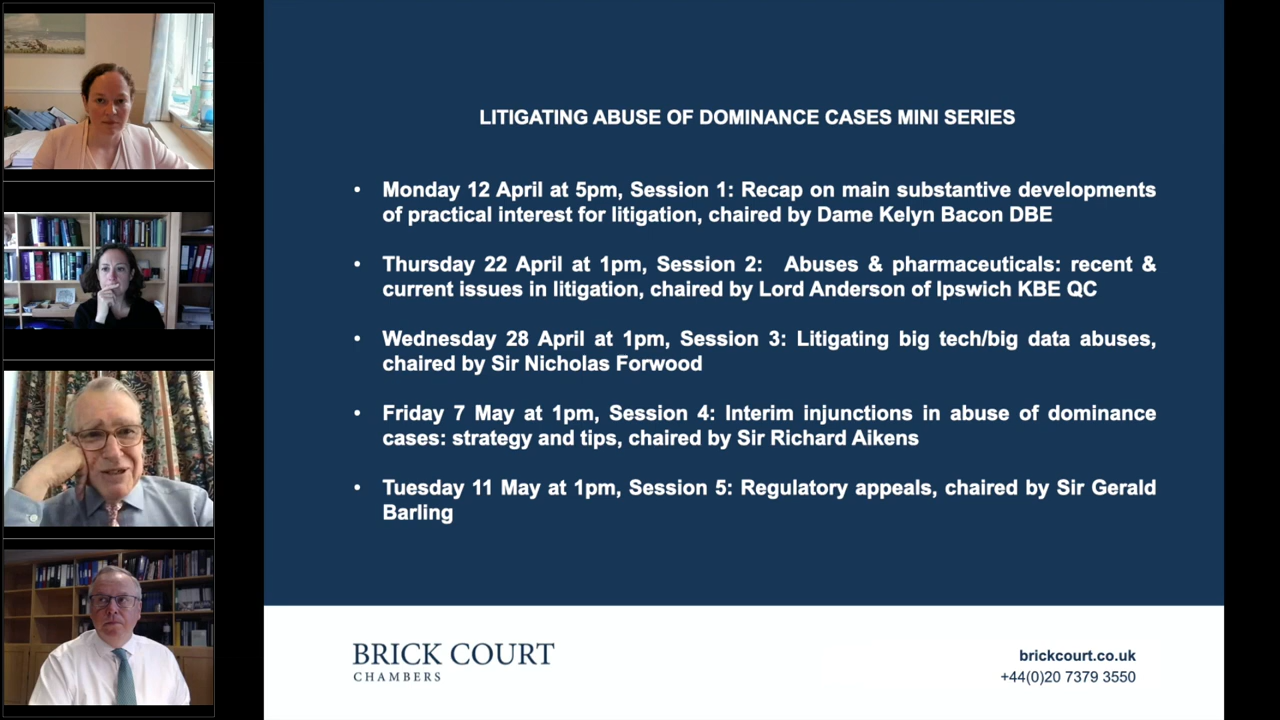 LITIGATING ABUSE OF DOMINANCE CASES MINI SERIES
• Monday 12 April at 5pm, Session 1: Recap on main substantive developments
of practical interest for litigation, chaired by Dame Kelyn Bacon DBE
• Thursday 22 April at 1pm, Session 2: Abuses & pharmaceuticals: recent &
current issues in litigation, chaired by Lord Anderson of Ipswich KBE QC
• Wednesday 28 April at 1pm, Session 3: Litigating big tech/big data abuses,
chaired by Sir Nicholas Forwood
• Friday 7 May at 1pm, Session 4: Interim injunctions in abuse of dominance
cases: strategy and tips, chaired by Sir Richard Aikens
• Tuesday 11 May at 1pm, Session 5: Regulatory appeals, chaired by Sir Gerald
Barling
BRICK COURT
CHAMBERS
brickcourt.co.uk
+44(0)20 7379 3550